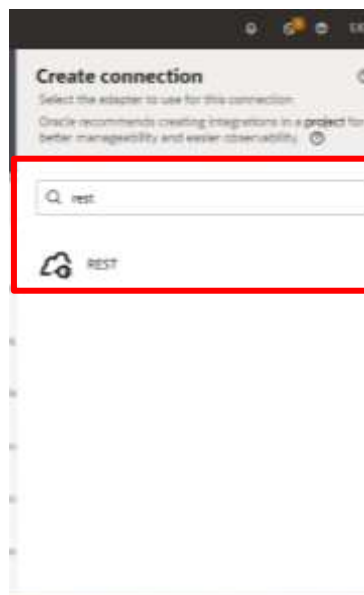 Create connection
Select the adapter to use for this connection
Oracle recommends creating integrations in a project for
better manageability and easier observability.
rest
REST